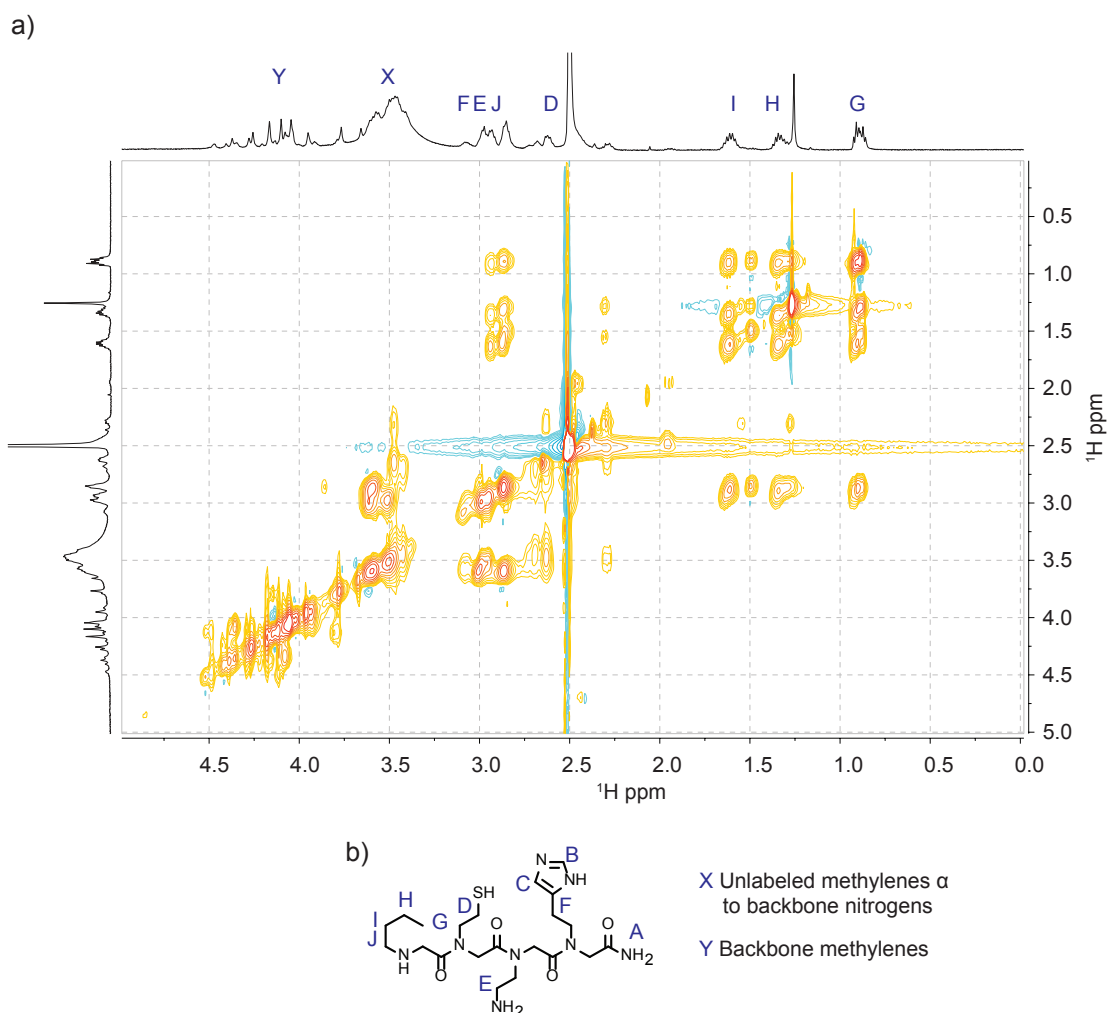 a)
Y X F E J D I H G
0.5
1.0
1.5
2.0
2.5
3.0
3.5
4.0
4.5
5.0
¹H ppm
4.5 4.0 3.5 3.0 2.5 2.0 1.5 1.0 0.5 0.0
¹H ppm
b)
N B
SH
C NH
H D F
I G O O A
J N N N NH₂
N
H O O
E
NH₂
X Unlabeled methylenes α
to backbone nitrogens
Y Backbone methylenes